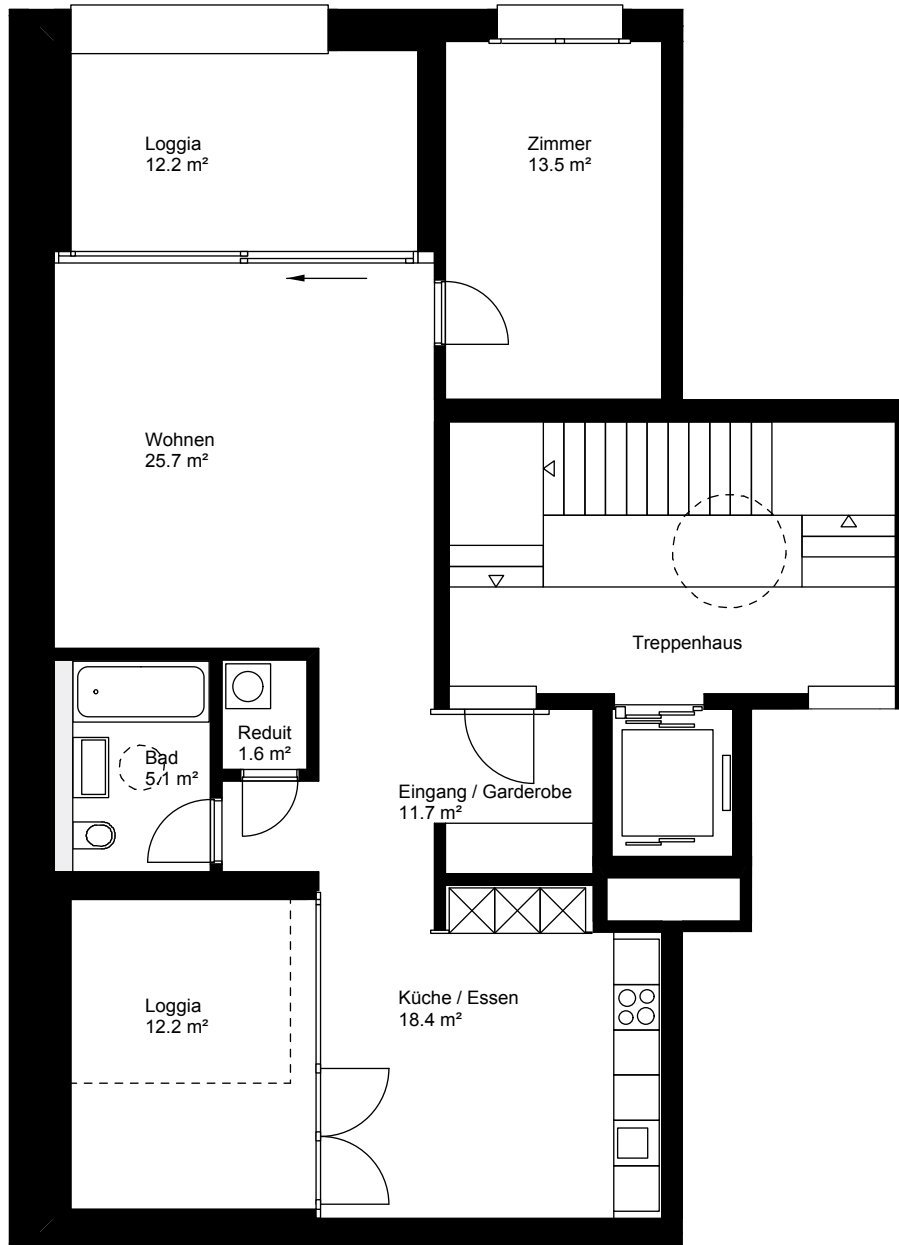 Loggia
12.2 m²
Zimmer
13.5 m²
Wohnen
25.7 m²
Treppenhaus
Reduit
1.6 m²
Bad
5.1 m²
Eingang / Garderobe
11.7 m²
Loggia
12.2 m²
Küche / Essen
18.4 m²